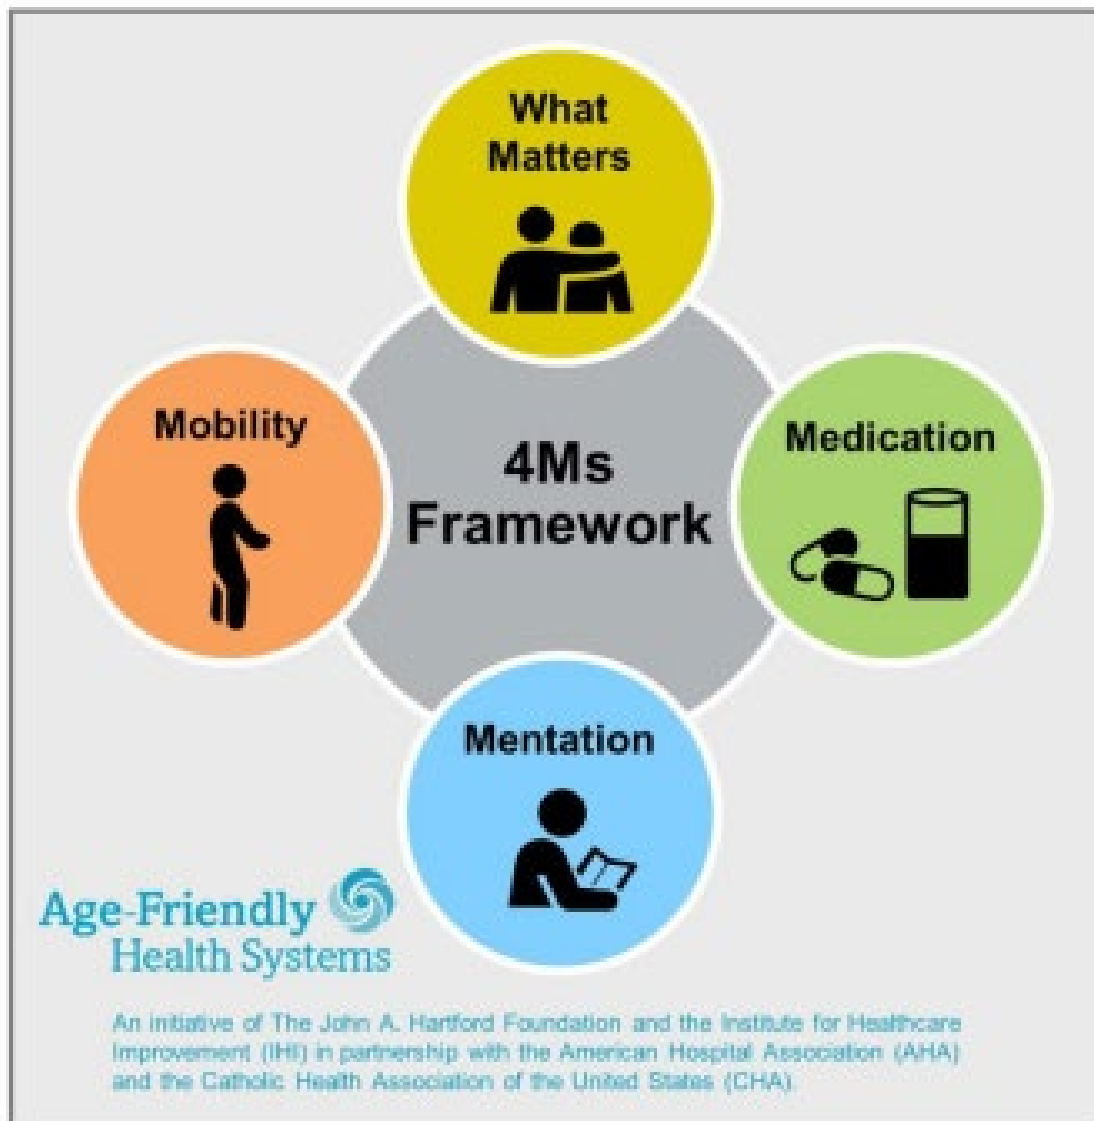 What
Matters
Mobility
4Ms
Framework
Medication
Mentation
Age-Friendly
Health Systems
An initiative of The John A. Hartford Foundation and the Institute for Healthcare
Improvement (IHI) in partnership with the American Hospital Association (AHA)
and the Catholic Health Association of the United States (CHA).